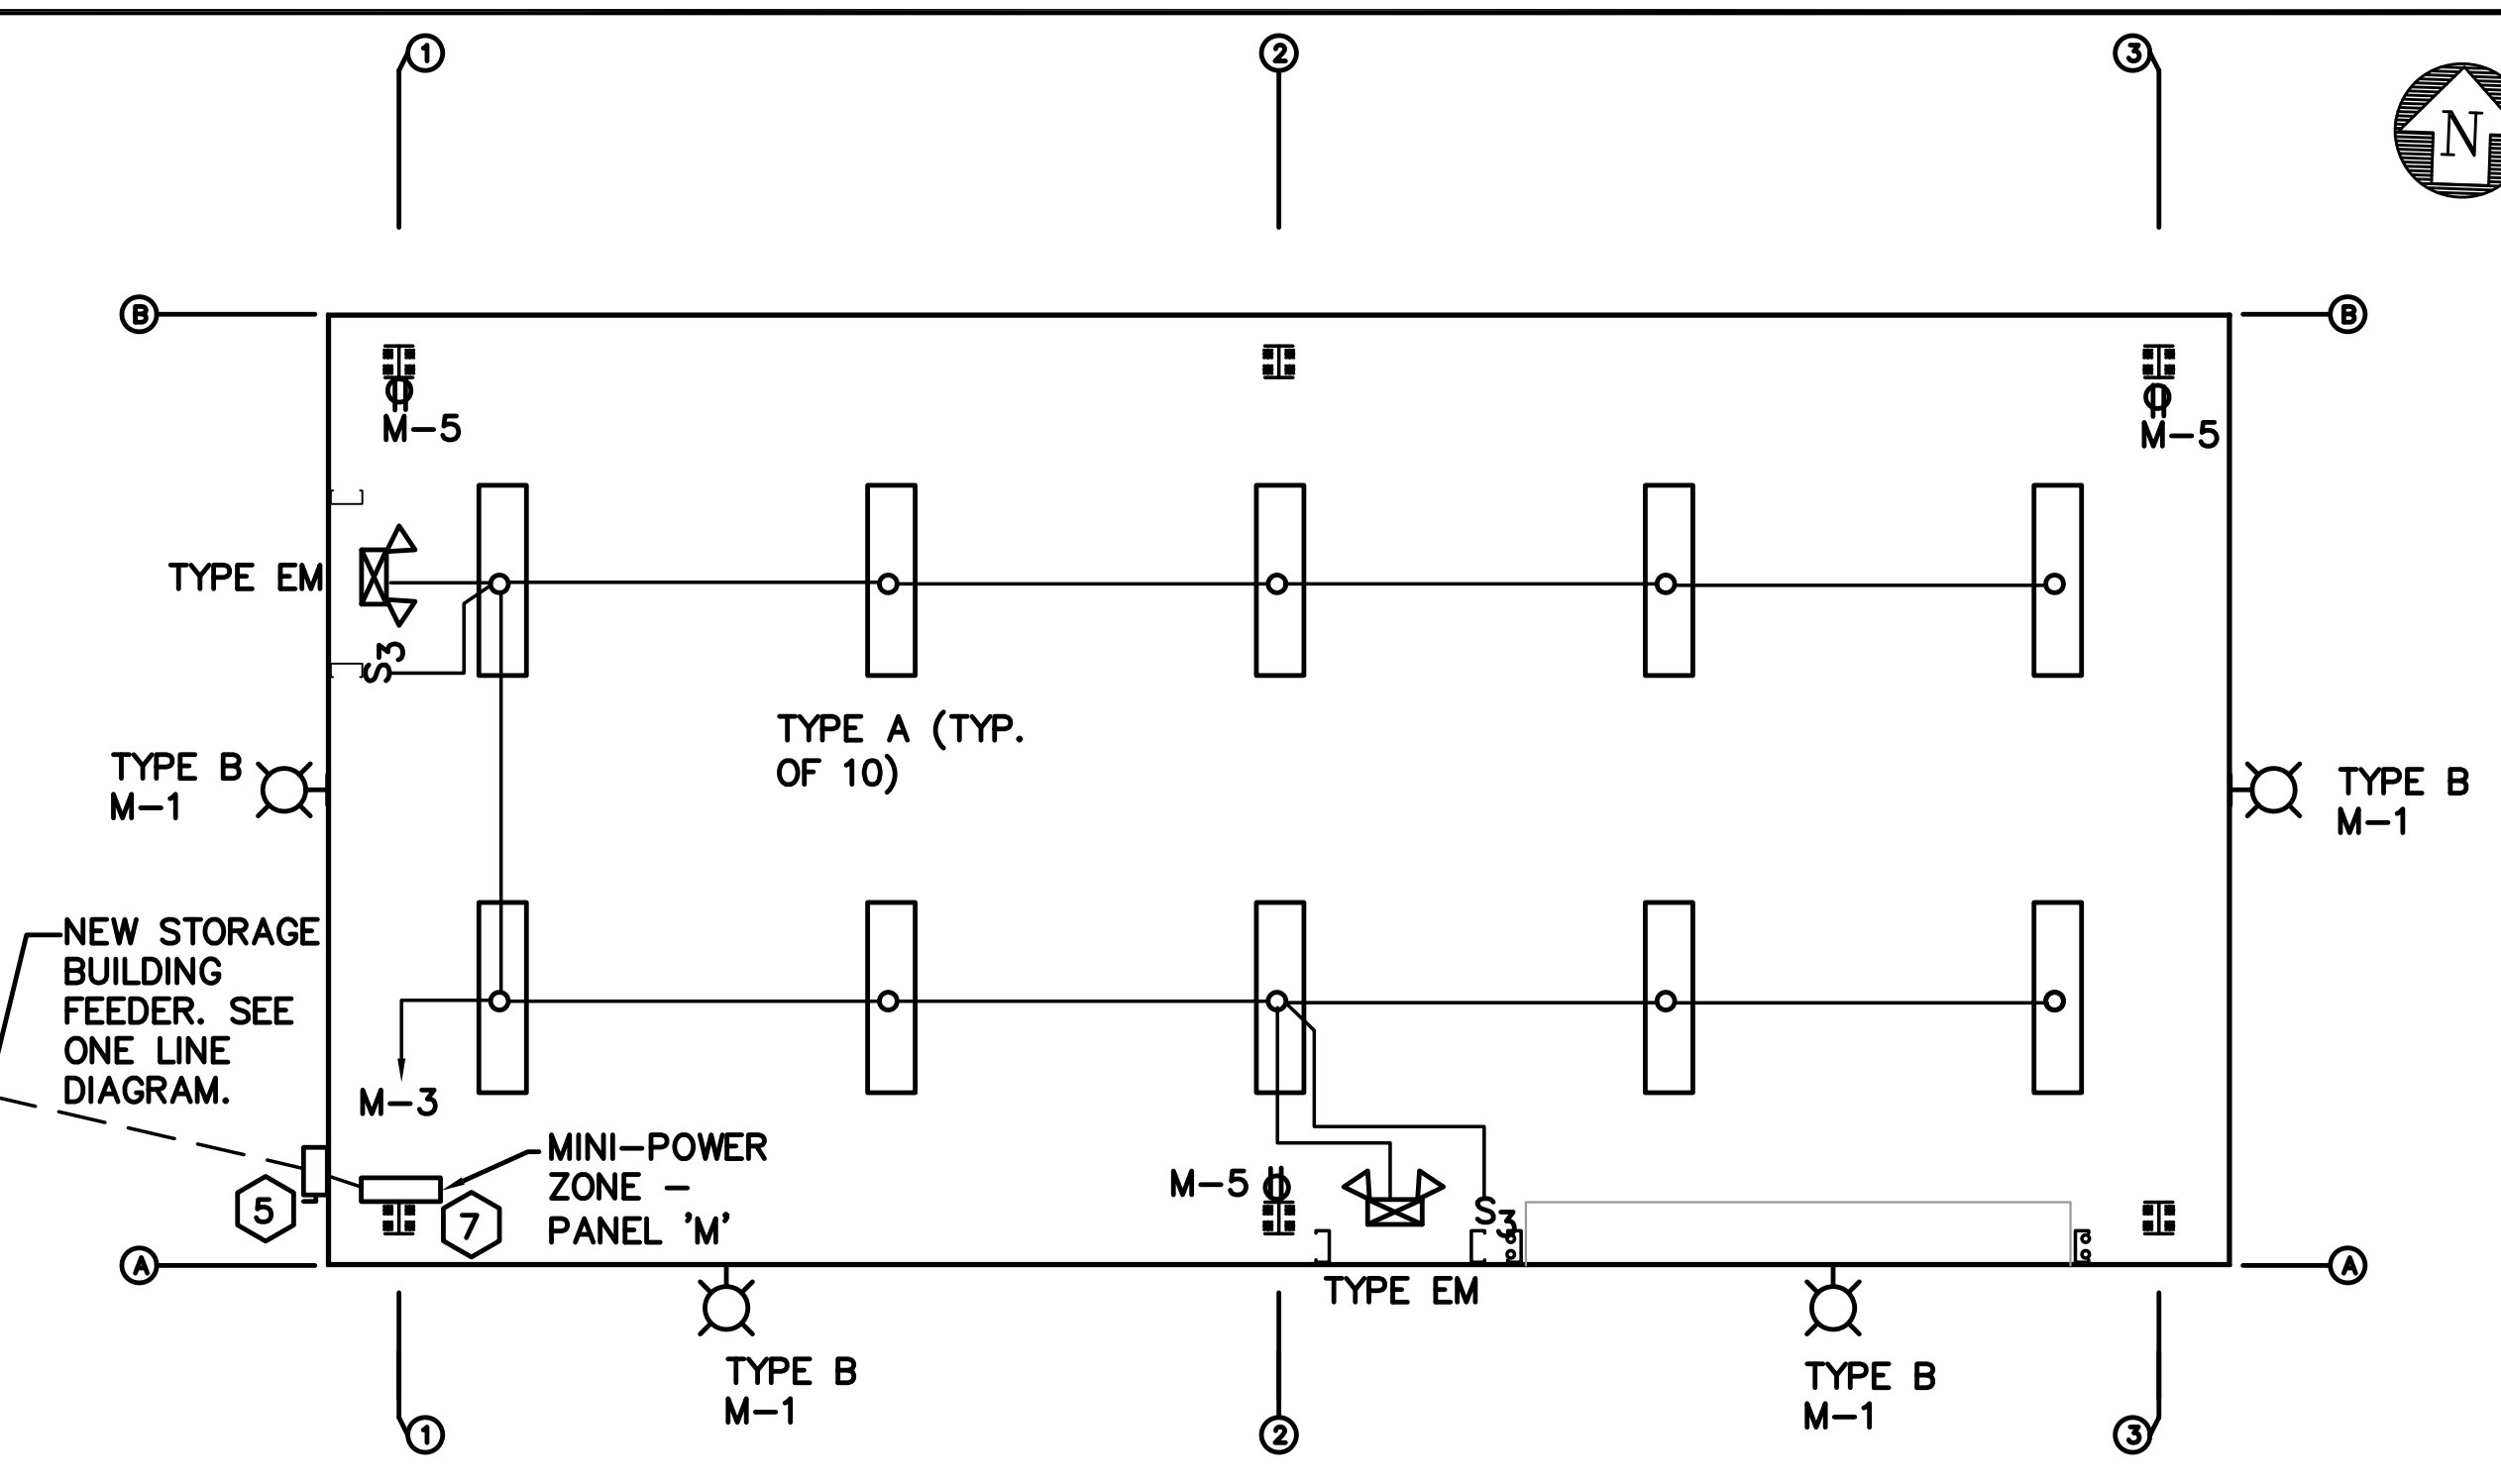 1
2
3
N
B
B
M-5
M-5
TYPE EM
S3
TYPE A (TYP.
OF 10)
TYPE B
M-1
TYPE B
M-1
NEW STORAGE
BUILDING
FEEDER. SEE
ONE LINE
DIAGRAM.
M-3
MINI-POWER
ZONE -
PANEL 'M'
5
7
M-5
S3
A
A
TYPE EM
TYPE B
M-1
TYPE B
M-1
1
2
3